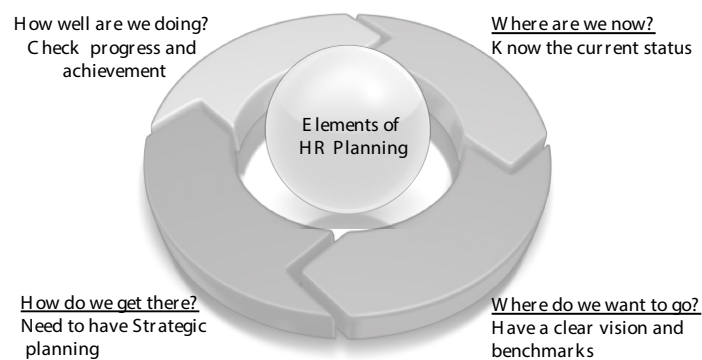 How well are we doing?
Check progress and
achievement
Where are we now?
Know the current status
Elements of
HR Planning
How do we get there?
Need to have Strategic
planning
Where do we want to go?
Have a clear vision and
benchmarks